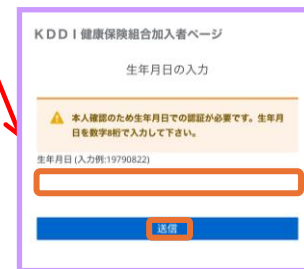 KDDI健康保険組合加入者ページ
生年月日の入力
本人確認のため生年月日での認証が必要です。生年月
日を数字8桁で入力して下さい。
生年月日 (入力例:19790822)
送信